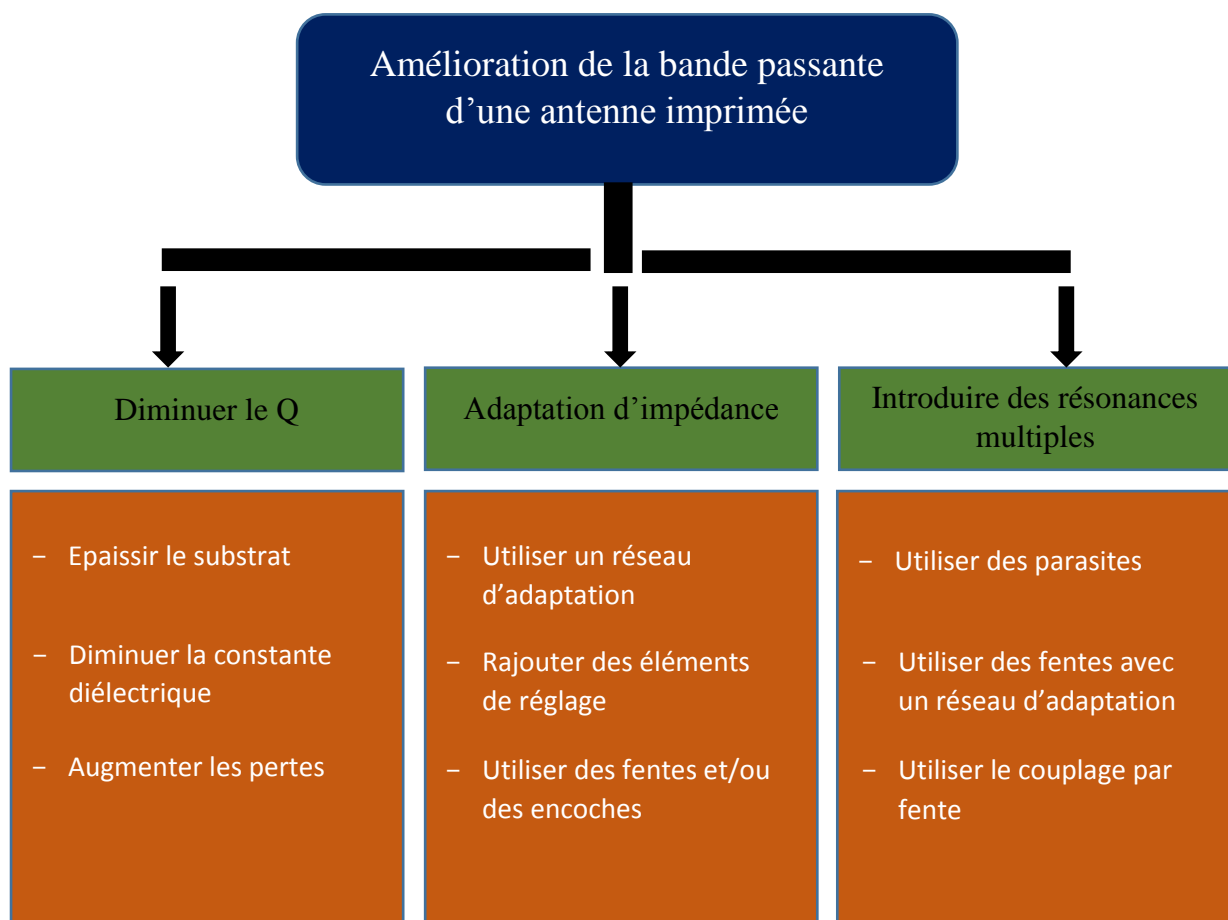 Amélioration de la bande passante
d’une antenne imprimée
Diminuer le Q
Adaptation d’impédance
Introduire des résonances
multiples
− Epaissir le substrat
− Diminuer la constante
diélectrique
− Augmenter les pertes
− Utiliser un réseau
d’adaptation
− Rajouter des éléments
de réglage
− Utiliser des fentes et/ou
des encoches
− Utiliser des parasites
− Utiliser des fentes avec
un réseau d’adaptation
− Utiliser le couplage par
fente